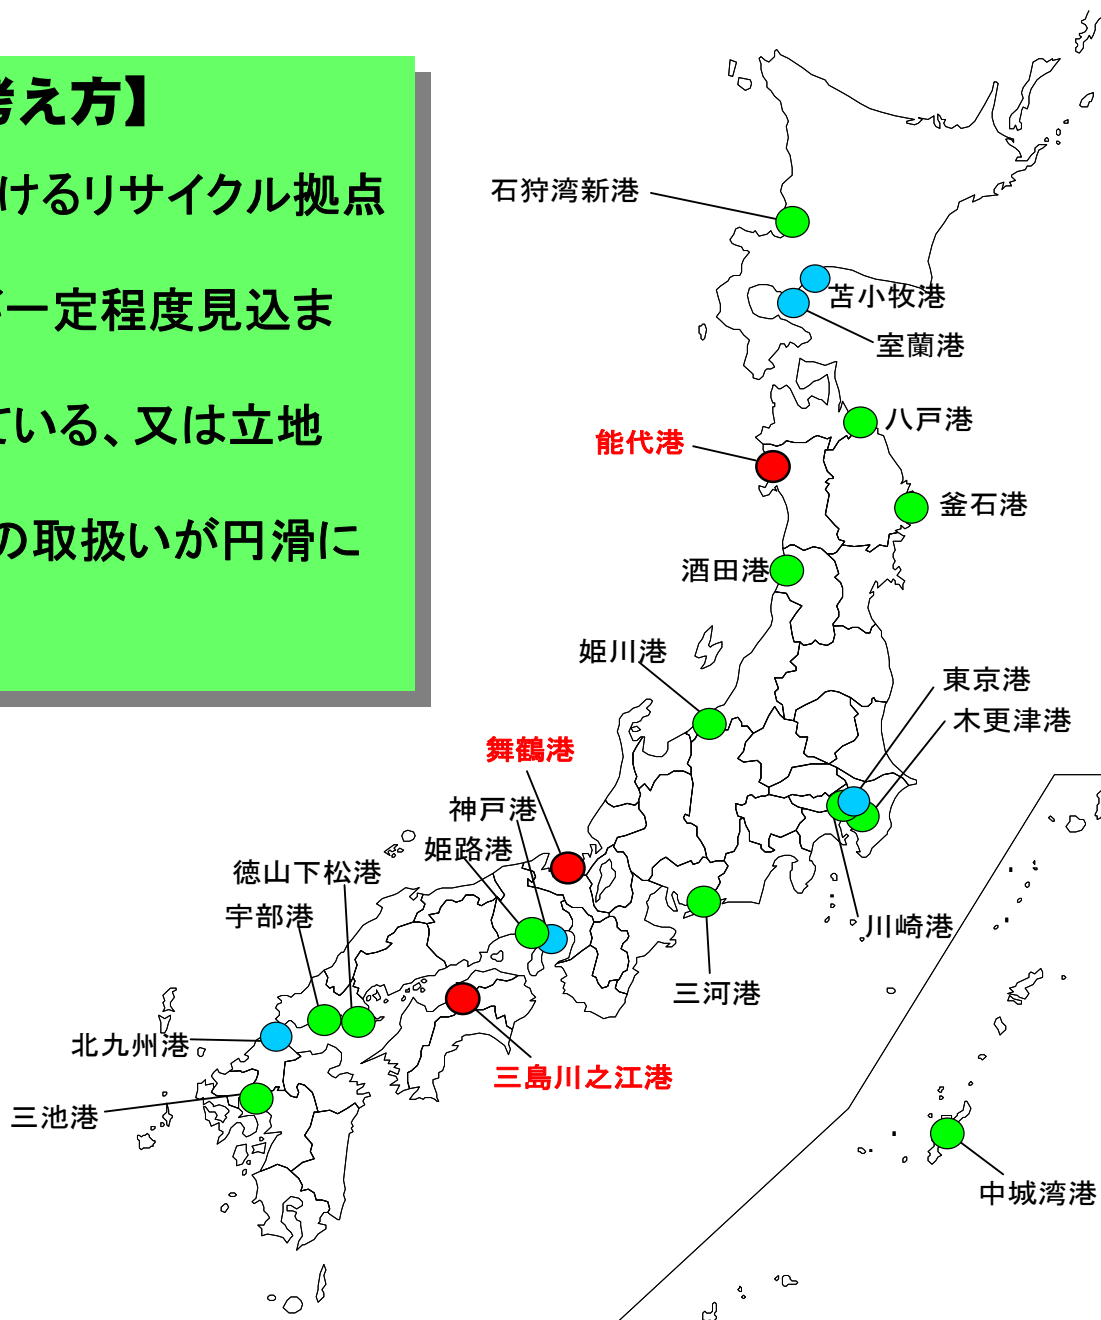 考え方】
けるリサイクル拠点
が一定程度見込ま
ている、又は立地
の取扱いが円滑に
石狩湾新港
苫小牧港
室蘭港
八戸港
能代港
釜石港
酒田港
姫川港
東京港
木更津港
舞鶴港
神戸港
姫路港
徳山下松港
宇部港
川崎港
三河港
北九州港
三島川之江港
三池港
中城湾港